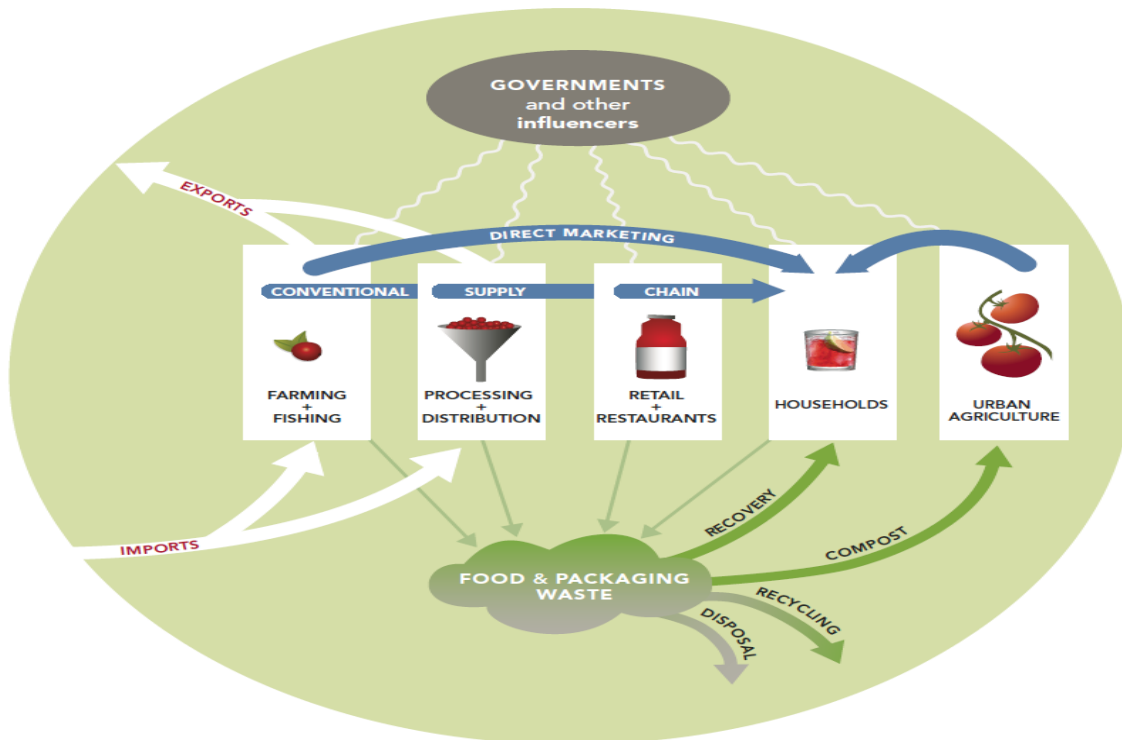 GOVERNMENTS
and other
influencers
EXPORTS
DIRECT MARKETING
CONVENTIONAL SUPPLY CHAIN
FARMING
+
FISHING
PROCESSING
+
DISTRIBUTION
RETAIL
+
RESTAURANTS
HOUSEHOLDS
URBAN
AGRICULTURE
IMPORTS
RECOVERY
COMPOST
FOOD & PACKAGING
WASTE
RECYCLING
DISPOSAL